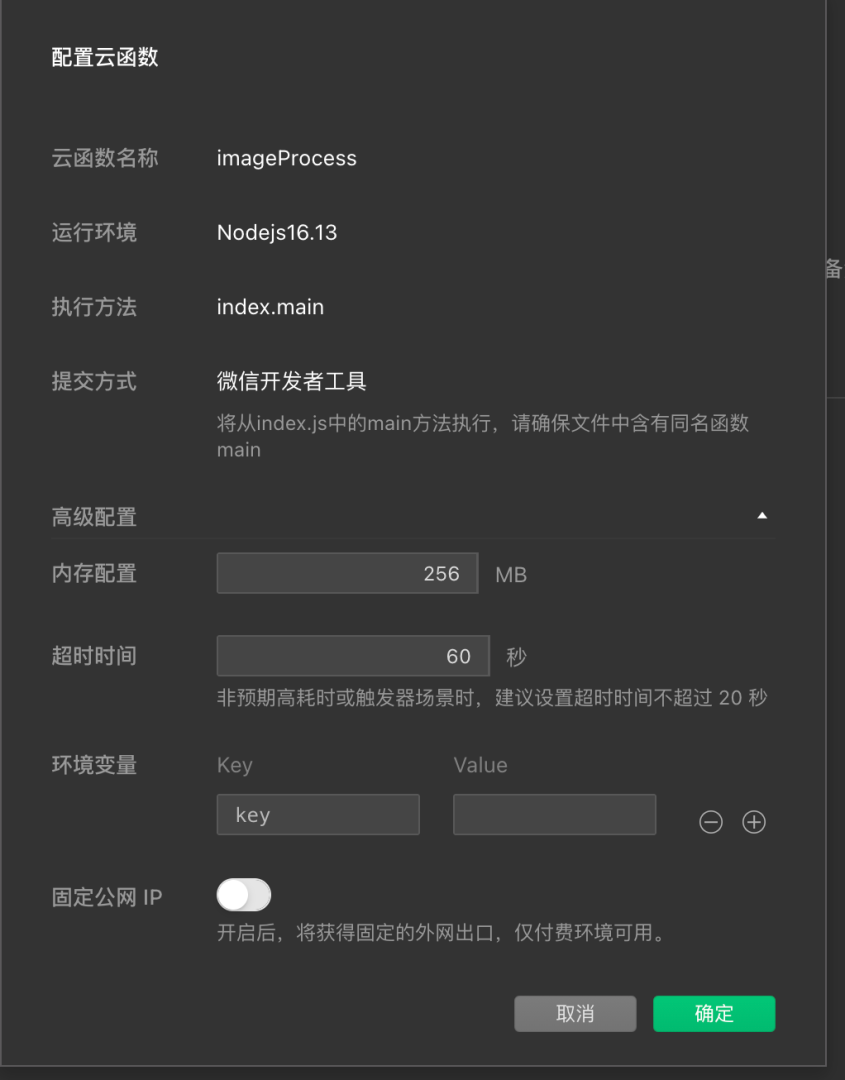 配置云函数
云函数名称 imageProcess
运行环境 Nodejs16.13
备
执行方法 index.main
提交方式 微信开发者工具
将从index.js中的main方法执行，请确保文件中含有同名函数
main
高级配置
内存配置 256 MB
超时时间 60 秒
非预期高耗时或触发器场景时，建议设置超时时间不超过 20 秒
环境变量 Key Value
key
固定公网 IP
开启后，将获得固定的外网出口，仅付费环境可用。
取消 确定